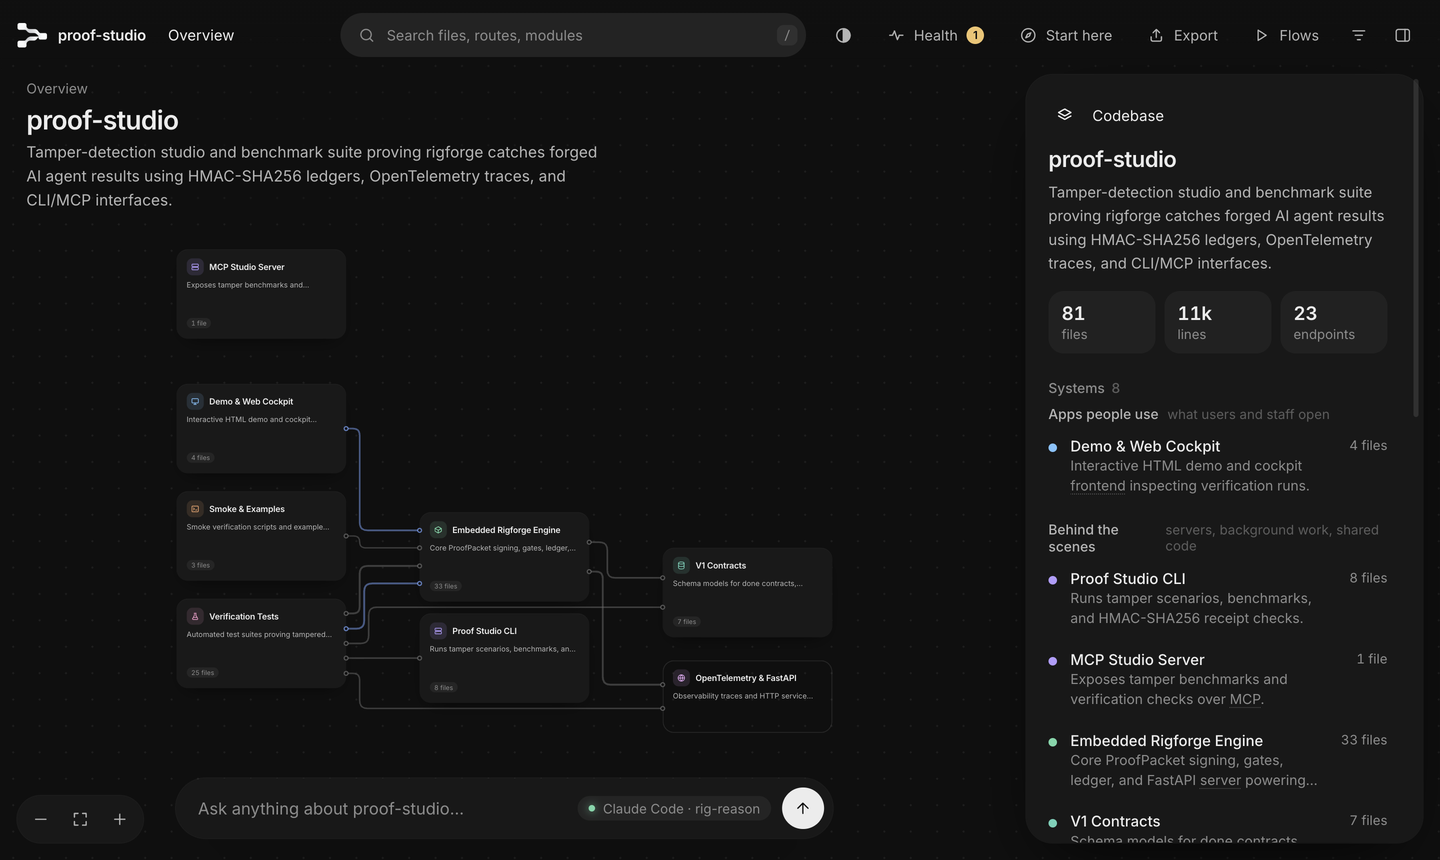 proof-studio
Overview
Search files, routes, modules
/
Health 1
Start here
Export
Flows
Overview
proof-studio
Tamper-detection studio and benchmark suite proving rigforge catches forged
AI agent results using HMAC-SHA256 ledgers, OpenTelemetry traces, and
CLI/MCP interfaces.
MCP Studio Server
Exposes tamper benchmarks and...
1 file
Demo & Web Cockpit
Interactive HTML demo and cockpit...
4 files
Smoke & Examples
Smoke verification scripts and example...
3 files
Verification Tests
Automated test suites proving tampered...
25 files
Embedded Rigforge Engine
Core ProofPacket signing, gates, ledger,...
33 files
Proof Studio CLI
Runs tamper scenarios, benchmarks, an...
8 files
V1 Contracts
Schema models for done contracts,...
7 files
OpenTelemetry & FastAPI
Observability traces and HTTP service...
Ask anything about proof-studio...
Claude Code · rig-reason
Codebase
proof-studio
Tamper-detection studio and benchmark suite
proving rigforge catches forged AI agent results
using HMAC-SHA256 ledgers, OpenTelemetry
traces, and CLI/MCP interfaces.
81
files
11k
lines
23
endpoints
Systems 8
Apps people use what users and staff open
Demo & Web Cockpit 4 files
Interactive HTML demo and cockpit
frontend inspecting verification runs.
Behind the scenes
servers, background work, shared code
Proof Studio CLI 8 files
Runs tamper scenarios, benchmarks,
and HMAC-SHA256 receipt checks.
MCP Studio Server 1 file
Exposes tamper benchmarks and
verification checks over MCP.
Embedded Rigforge Engine 33 files
Core ProofPacket signing, gates,
ledger, and FastAPI server powering...
V1 Contracts 7 files
Schema models for done contracts